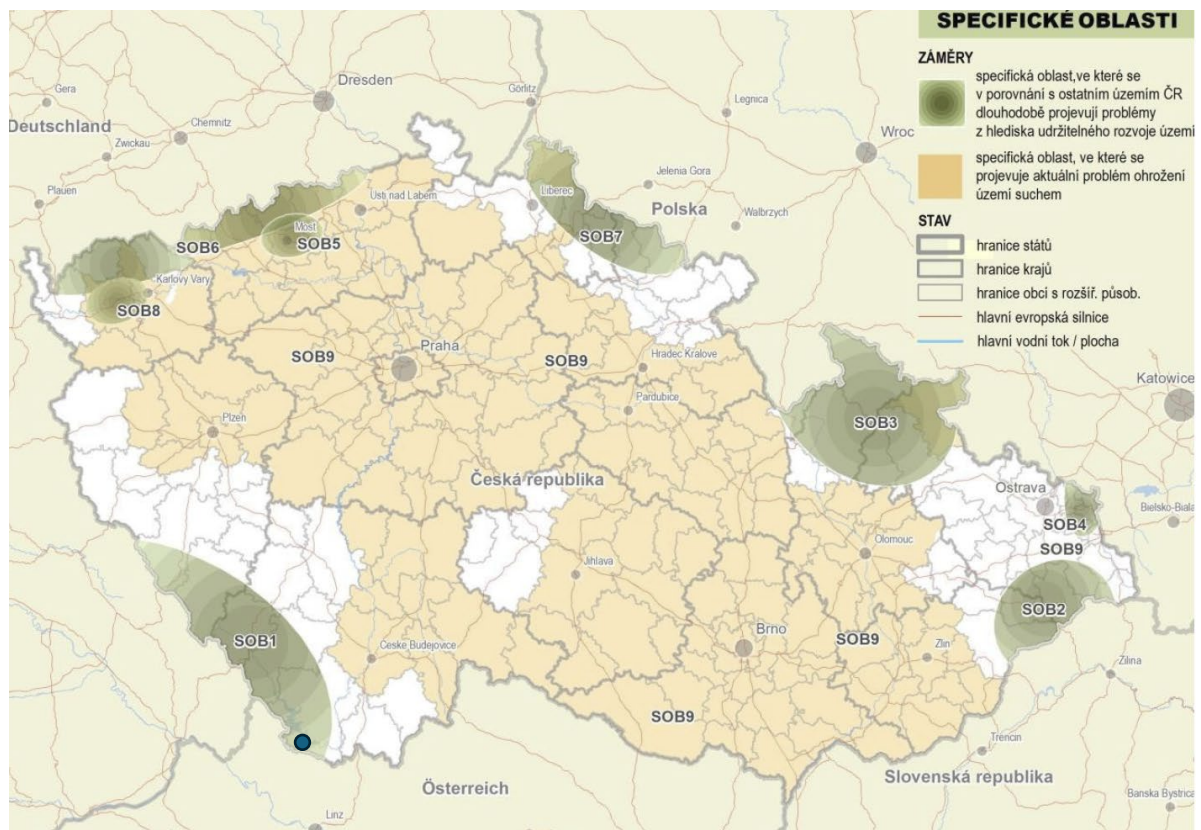 SPECIFICKÉ OBLASTI
ZÁMĚRY
specifická oblast,ve které se
v porovnání s ostatním územím ČR
dlouhodobě projevují problémy
z hlediska udržitelného rozvoje území
specifická oblast, ve které se
projevuje aktuální problém ohrožení
území suchem
STAV
hranice států
hranice krajů
hranice obcí s rozšíř. působ.
hlavní evropská silnice
hlavní vodní tok / plocha
Dresden
Gera
Görlitz
Legnica
Chemnitz
Deutschland
Zwickau
Wroc
Jelenia Gora
Plauen
Liberec
Ústí nad Labem
Polska
Walbrzych
Most
SOB6
SOB5
SOB7
Karlovy Vary
SOB8
Praha
SOB9
SOB9
Hradec Kralove
Katowice
Pardubice
Plzen
SOB3
Česká republika
Ostrava
SOB4
Bielsko-Biala
Olomouc
SOB9
Jihlava
SOB2
SOB1
Brno
SOB9
Ceske Budejovice
Zlín
Žilina
SOB9
Trencin
Slovenská republika
Österreich
Banska Bystrica
Linz